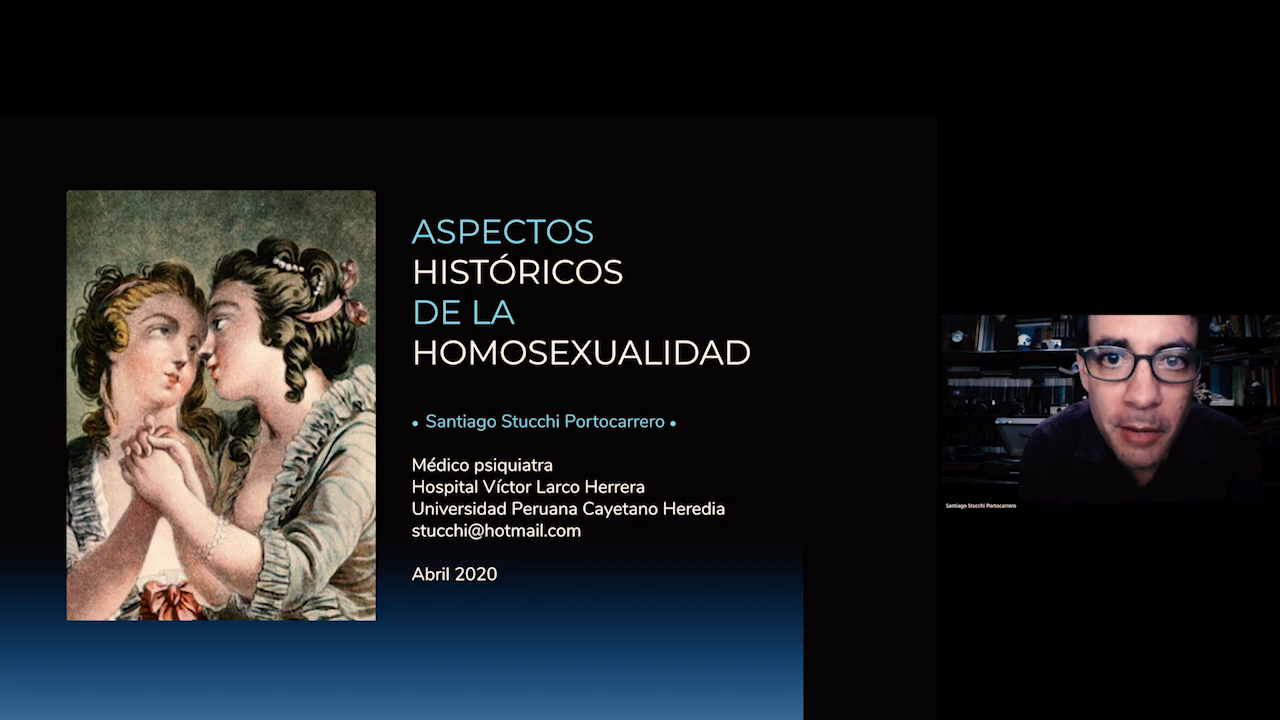 ASPECTOS
HISTÓRICOS
DE LA
HOMOSEXUALIDAD
• Santiago Stucchi Portocarrero •
Médico psiquiatra
Hospital Víctor Larco Herrera
Universidad Peruana Cayetano Heredia
stucchi@hotmail.com
Abril 2020
Santiago Stucchi Portocarrero